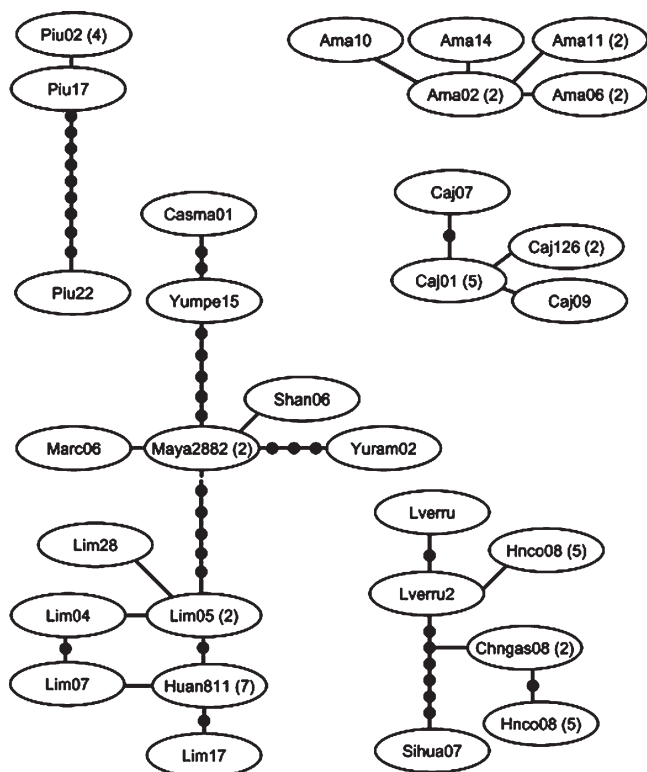 Piu02 (4)
Ama10
Ama14
Ama11 (2)
Piu17
Ama02 (2)
Ama06 (2)
Caj07
Casma01
Caj126 (2)
Piu22
Yumpe15
Caj01 (5)
Caj09
Shan06
Marc06
Maya2882 (2)
Yuram02
Lverru
Lim28
Hnco08 (5)
Lverru2
Lim04
Lim05 (2)
Chngas08 (2)
Lim07
Huan811 (7)
Hnco08 (5)
Lim17
Sihua07